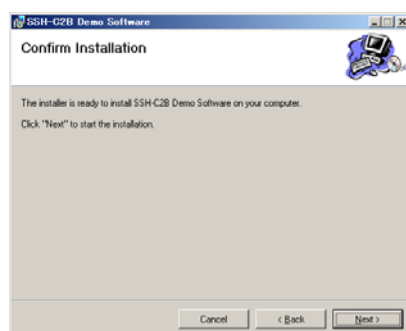 SSH-C2B Demo Software
Confirm Installation
The installer is ready to install SSH-C2B Demo Software on your computer.
Click "Next" to start the installation.
Cancel
< Back
Next >